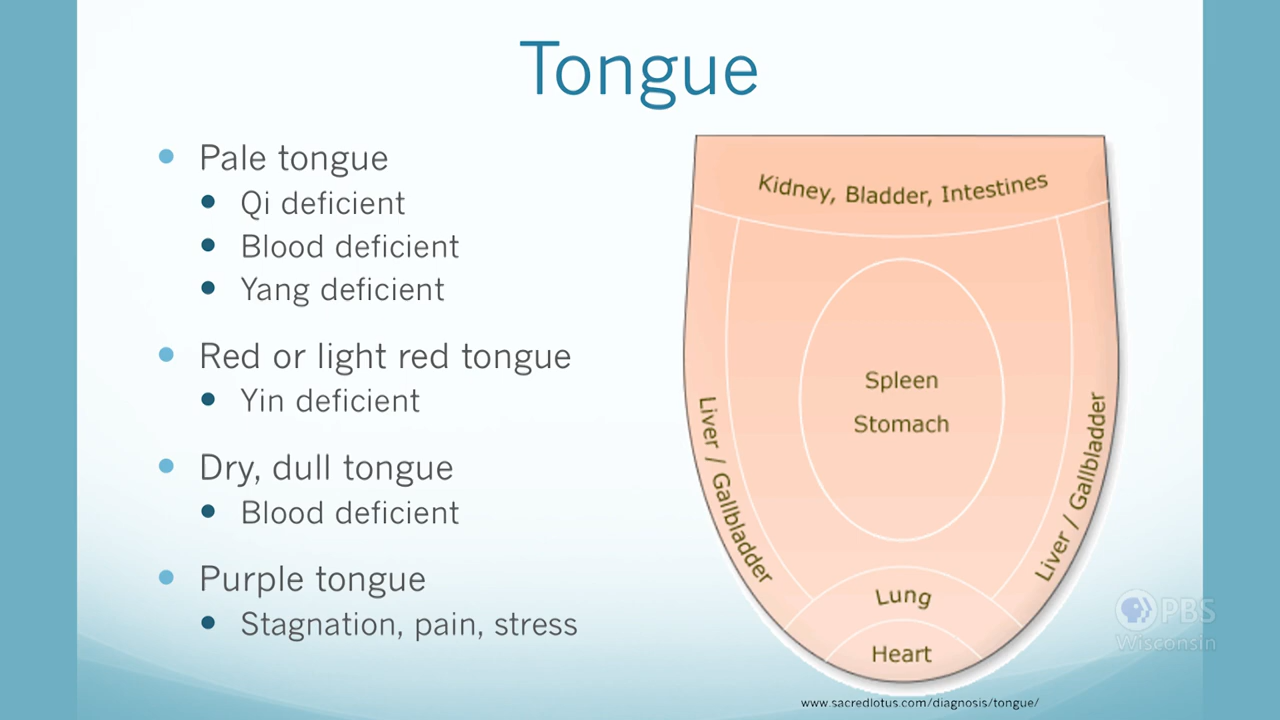 Tongue
Pale tongue
Qi deficient
Blood deficient
Yang deficient
Red or light red tongue
Yin deficient
Dry, dull tongue
Blood deficient
Purple tongue
Stagnation, pain, stress
Kidney, Bladder, Intestines
Spleen
Stomach
Liver / Gallbladder
Liver / Gallbladder
Lung
Heart
PBS
Wisconsin
www.sacredlotus.com/diagnosis/tongue/